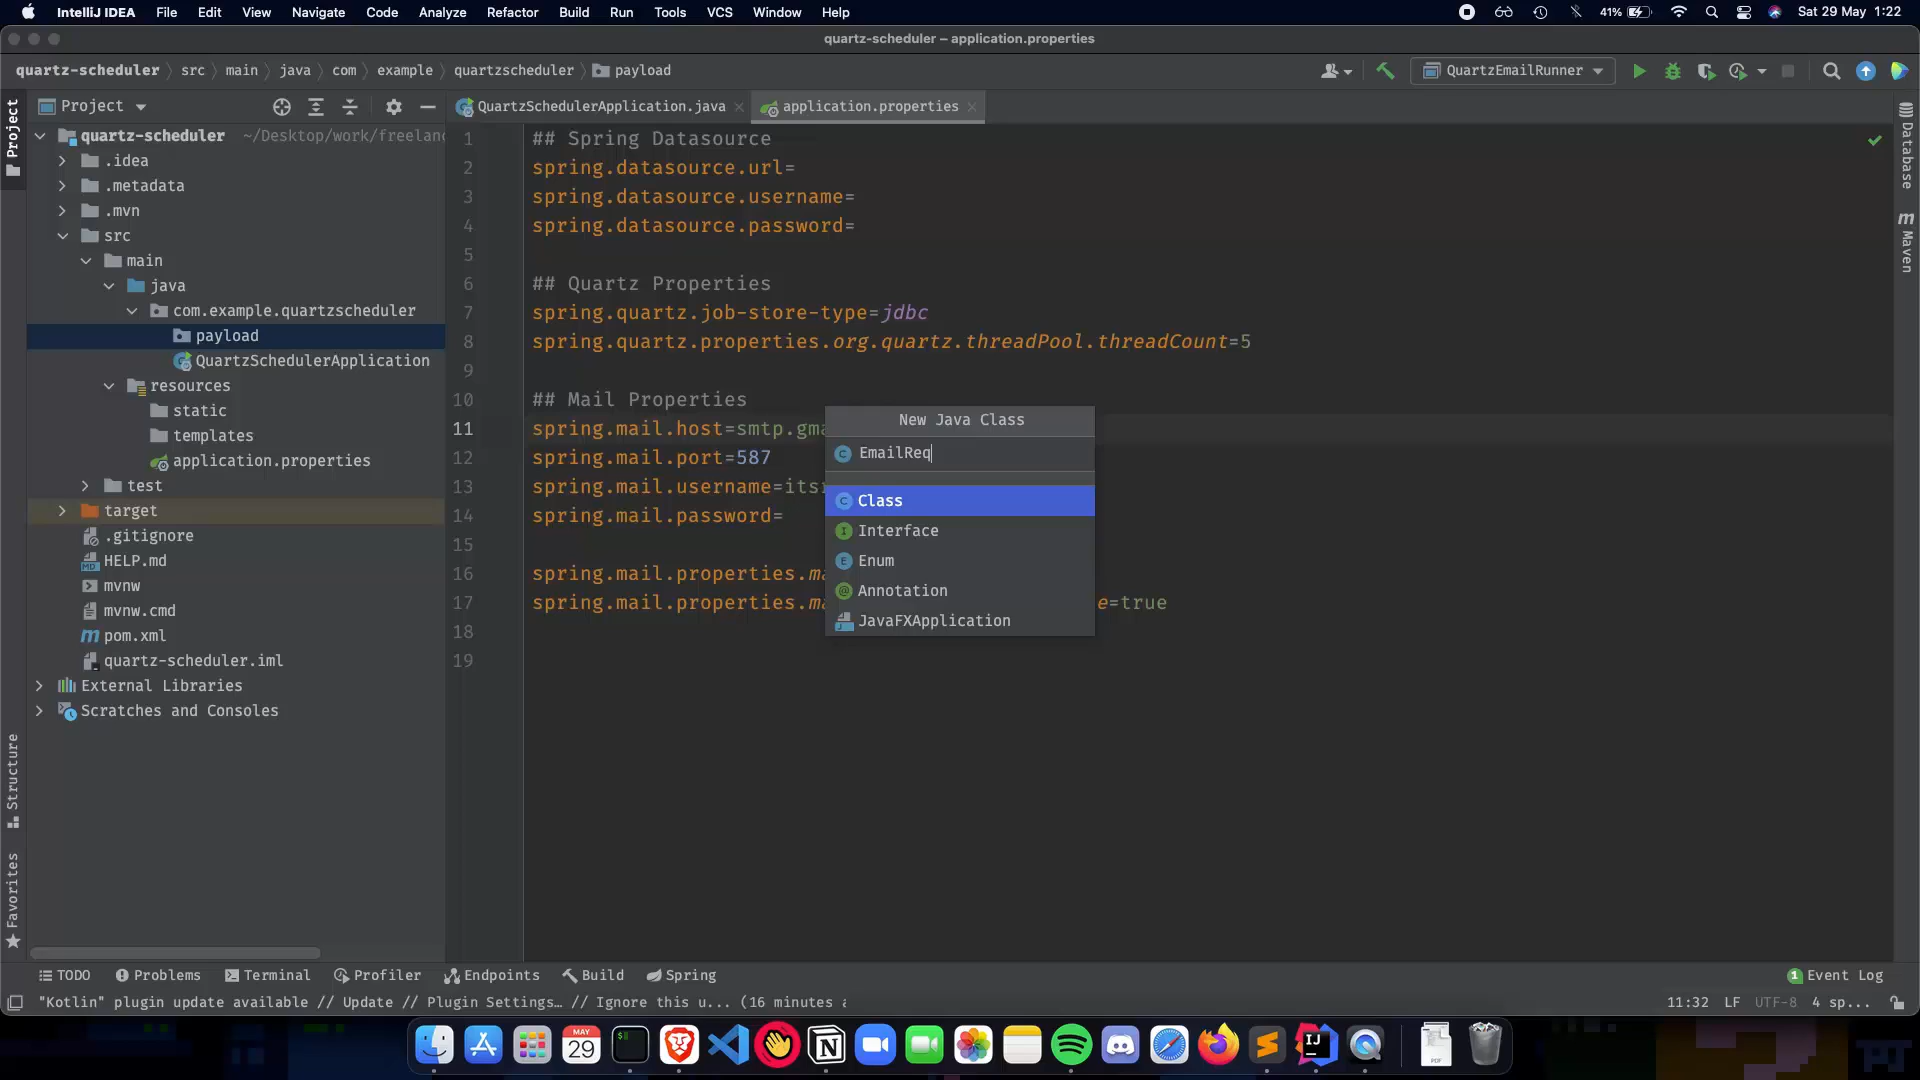 IntelliJ IDEA File Edit View Navigate Code Analyze Refactor Build Run Tools VCS Window Help 41% Sat 29 May 1:22
quartz-scheduler – application.properties
quartz-scheduler src main java com example quartzscheduler payload QuartzEmailRunner
Project
QuartzSchedulerApplication.java application.properties
Project
quartz-scheduler ~/Desktop/work/freelanc
.idea
.metadata
.mvn
src
main
java
com.example.quartzscheduler
payload
QuartzSchedulerApplication
resources
static
templates
application.properties
test
target
.gitignore
HELP.md
mvnw
mvnw.cmd
pom.xml
quartz-scheduler.iml
External Libraries
Scratches and Consoles
Structure
Favorites
1 ## Spring Datasource
2 spring.datasource.url=
3 spring.datasource.username=
4 spring.datasource.password=
5
6 ## Quartz Properties
7 spring.quartz.job-store-type=jdbc
8 spring.quartz.properties.org.quartz.threadPool.threadCount=5
9
10 ## Mail Properties
11 spring.mail.host=smtp.gma
12 spring.mail.port=587
13 spring.mail.username=its
14 spring.mail.password=
15
16 spring.mail.properties.ma
17 spring.mail.properties.ma e=true
18
19
New Java Class
EmailReq
Class
Interface
Enum
Annotation
JavaFXApplication
Database
Maven
TODO Problems Terminal Profiler Endpoints Build Spring 1 Event Log
"Kotlin" plugin update available // Update // Plugin Settings… // Ignore this u... (16 minutes a 11:32 LF UTF-8 4 sp...
MAY
29
IJ
PDF